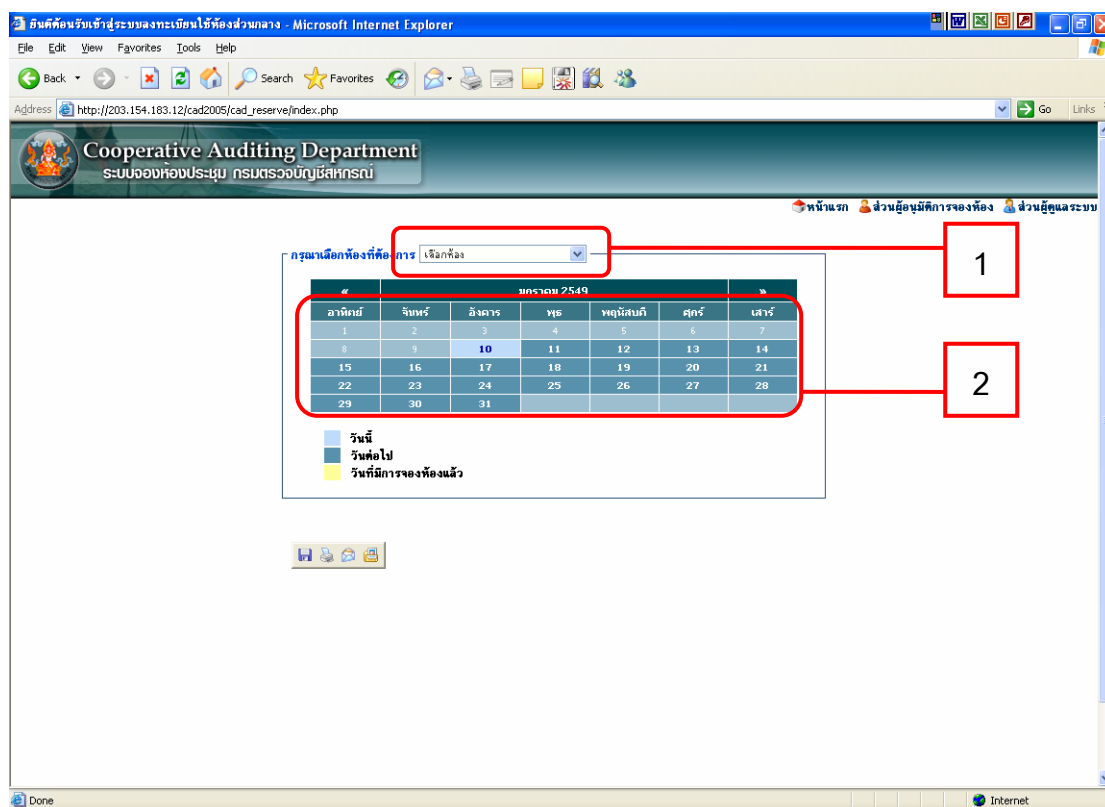 ยินดีต้อนรับเข้าสู่ระบบลงทะเบียนใช้ห้องส่วนกลาง - Microsoft Internet Explorer
File Edit View Favorites Tools Help
Back Search Favorites
Address http://203.154.183.12/cad2005/cad_reserve/index.php Go Links
Cooperative Auditing Department
ระบบจองห้องประชุม กรมตรวจบัญชีสหกรณ์
หน้าแรก ส่วนผู้อนุมัติการจองห้อง ส่วนผู้ดูแลระบบ
กรุณาเลือกห้องที่ต้องการ เลือกห้อง
1
« มกราคม 2549 »
อาทิตย์ จันทร์ อังคาร พุธ พฤหัสบดี ศุกร์ เสาร์
1 2 3 4 5 6 7
8 9 10 11 12 13 14
15 16 17 18 19 20 21
22 23 24 25 26 27 28
29 30 31
2
วันนี้
วันต่อไป
วันที่มีการจองห้องแล้ว
Done Internet